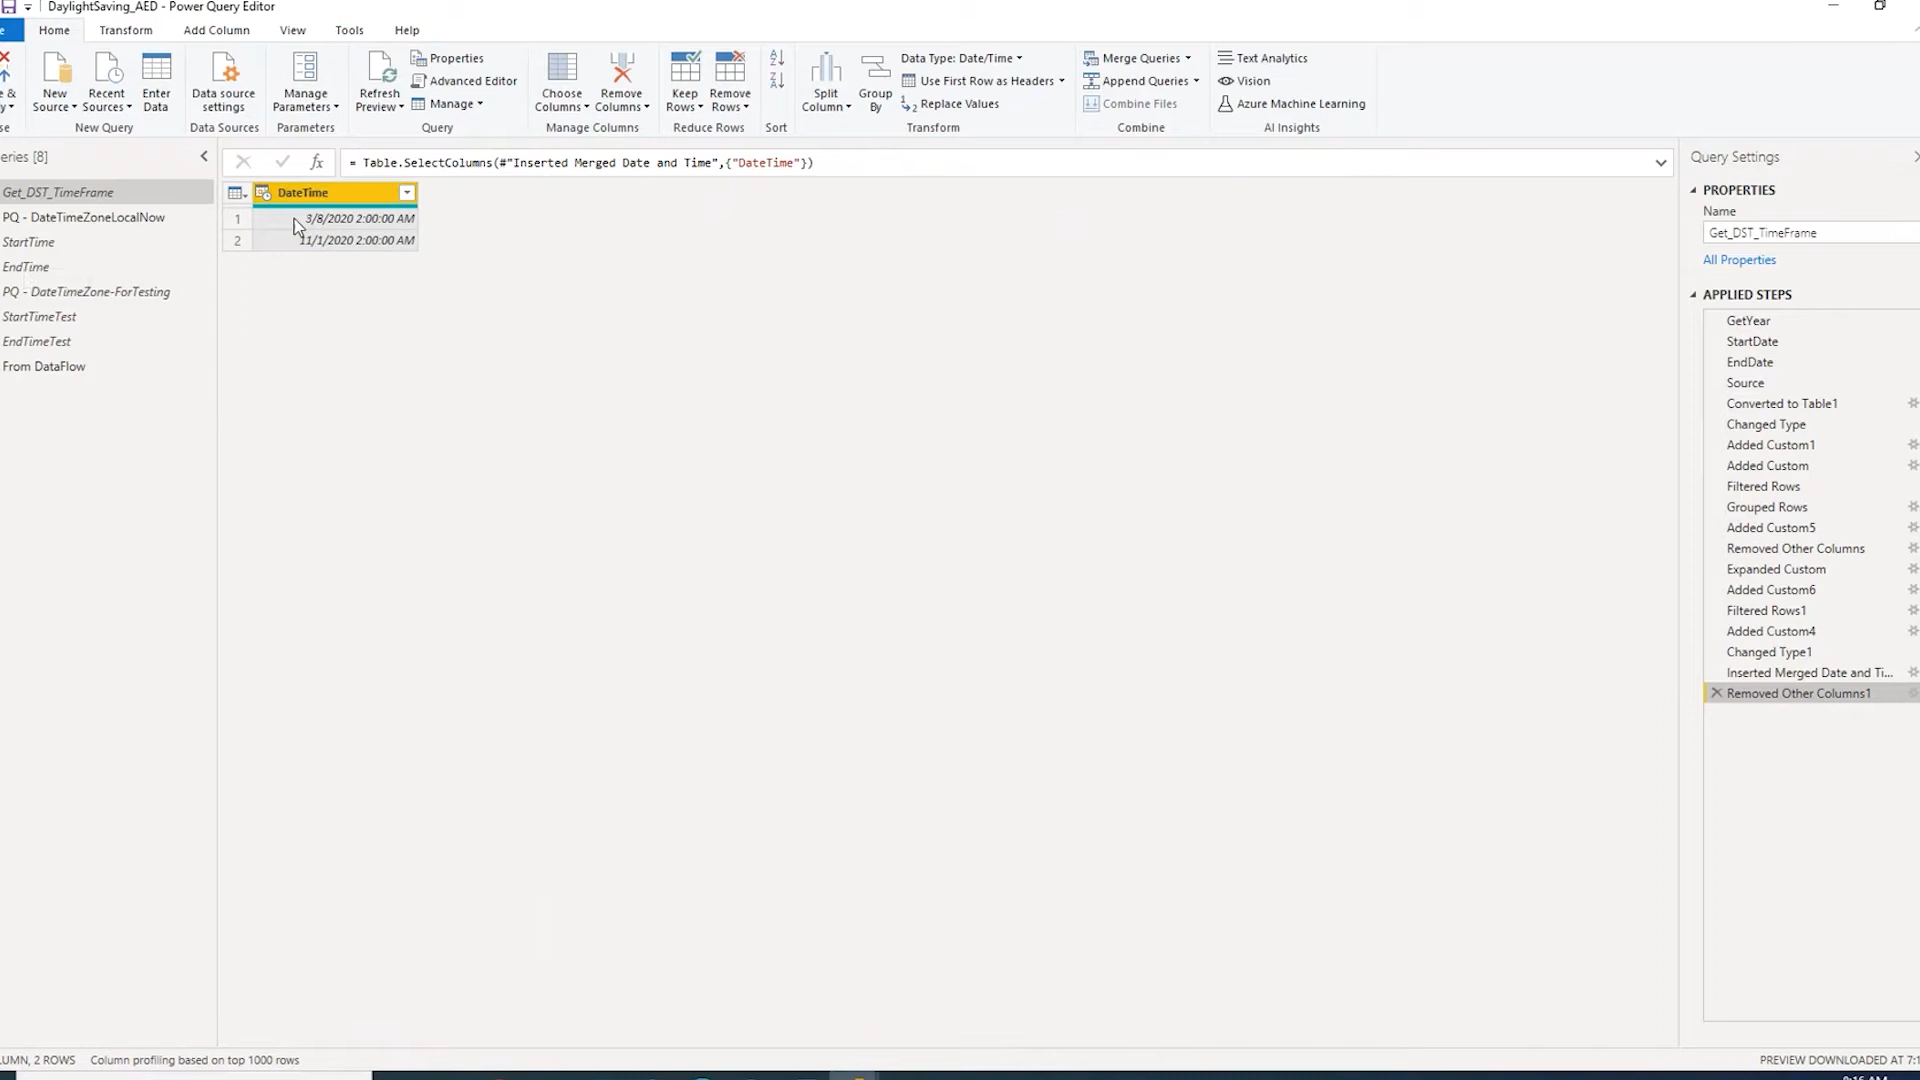 DaylightSaving_AED - Power Query Editor
Home Transform Add Column View Tools Help
New Source Recent Sources Enter Data
New Query
Data source settings
Data Sources
Manage Parameters
Parameters
Refresh Preview
Properties
Advanced Editor
Manage
Query
Choose Columns Remove Columns
Manage Columns
Keep Rows Remove Rows
Reduce Rows
Sort
Split Column Group By
Data Type: Date/Time
Use First Row as Headers
1 2 Replace Values
Transform
Merge Queries
Append Queries
Combine Files
Combine
Text Analytics
Vision
Azure Machine Learning
AI Insights
eries [8]
Get_DST_TimeFrame
PQ - DateTimeZoneLocalNow
StartTime
EndTime
PQ - DateTimeZone-ForTesting
StartTimeTest
EndTimeTest
From DataFlow
fx = Table.SelectColumns(#"Inserted Merged Date and Time",{"DateTime"})
DateTime
1 3/8/2020 2:00:00 AM
2 11/1/2020 2:00:00 AM
Query Settings
PROPERTIES
Name
Get_DST_TimeFrame
All Properties
APPLIED STEPS
GetYear
StartDate
EndDate
Source
Converted to Table1
Changed Type
Added Custom1
Added Custom
Filtered Rows
Grouped Rows
Added Custom5
Removed Other Columns
Expanded Custom
Added Custom6
Filtered Rows1
Added Custom4
Changed Type1
Inserted Merged Date and Ti...
Removed Other Columns1
UMN, 2 ROWS Column profiling based on top 1000 rows
PREVIEW DOWNLOADED AT 7:1